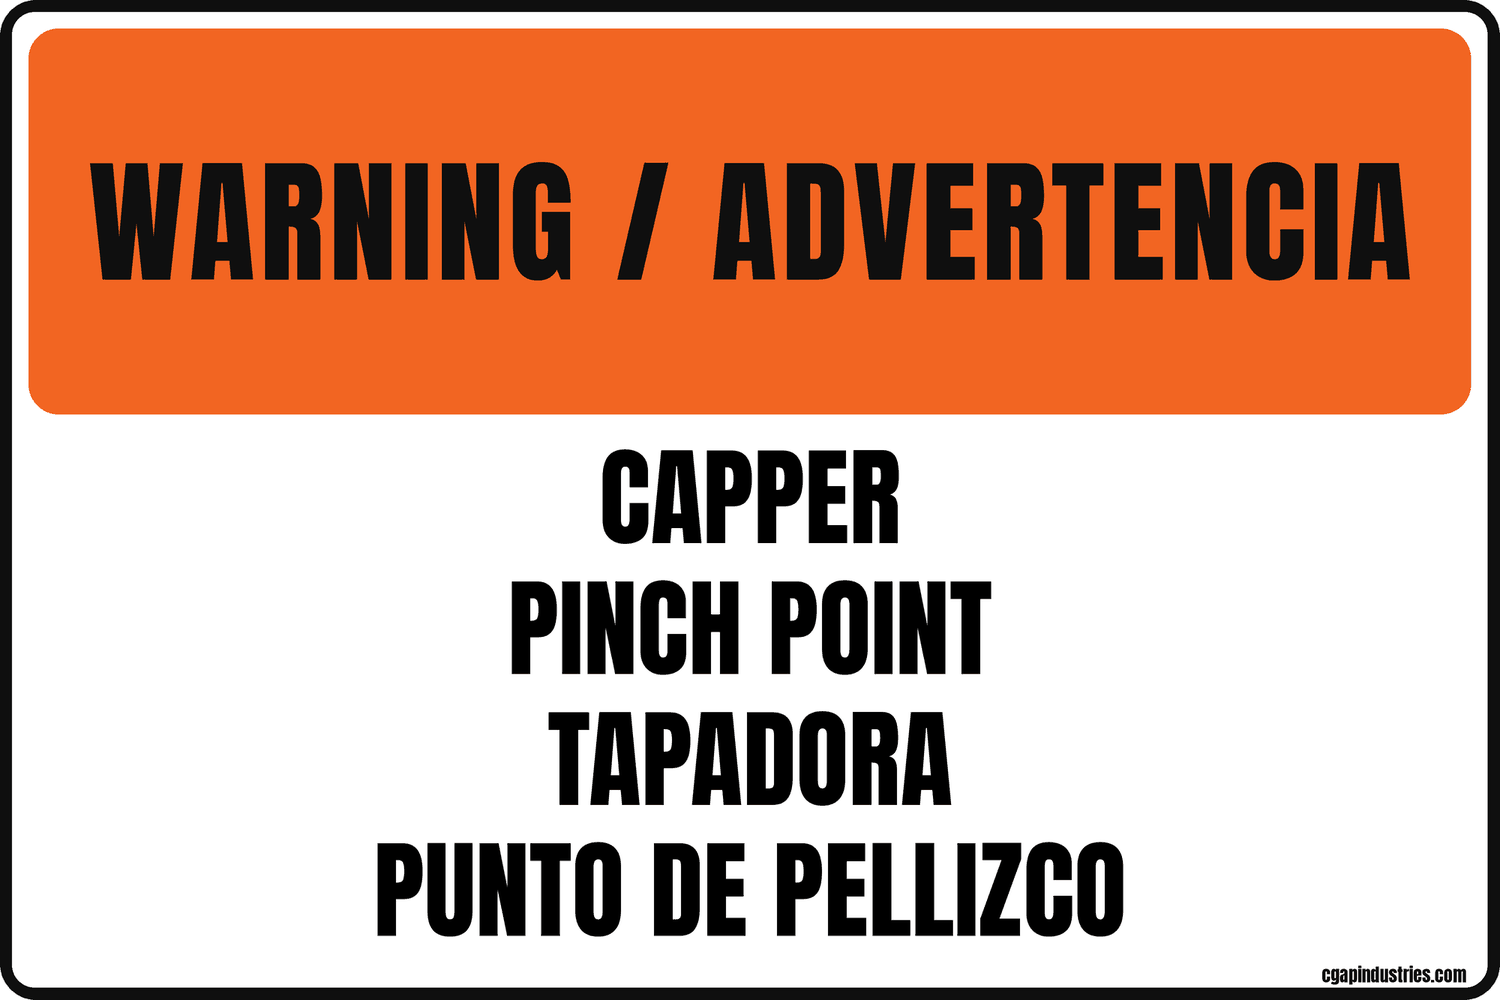 WARNING / ADVERTENCIA
CAPPER
PINCH POINT
TAPADORA
PUNTO DE PELLIZCO
cgapindustries.com